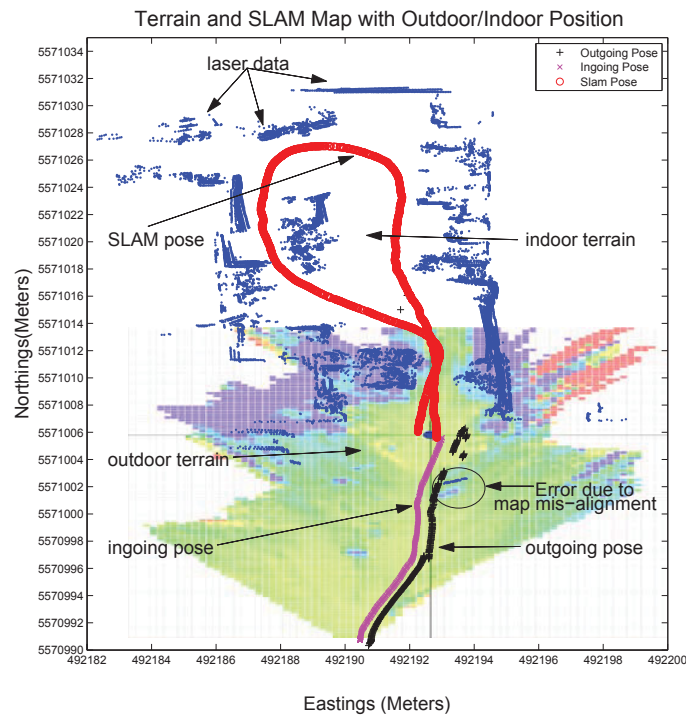 Terrain and SLAM Map with Outdoor/Indoor Position
5571034
5571032
5571030
5571028
5571026
5571024
5571022
5571020
5571018
5571016
5571014
5571012
5571010
5571008
5571006
5571004
5571002
5571000
5570998
5570996
5570994
5570992
5570990
Northings(Meters)
laser data
Outgoing Pose
Ingoing Pose
Slam Pose
SLAM pose
indoor terrain
outdoor terrain
Error due to
map mis-alignment
ingoing pose
outgoing pose
492182
492184
492186
492188
492190
492192
492194
492196
492198
492200
Eastings (Meters)